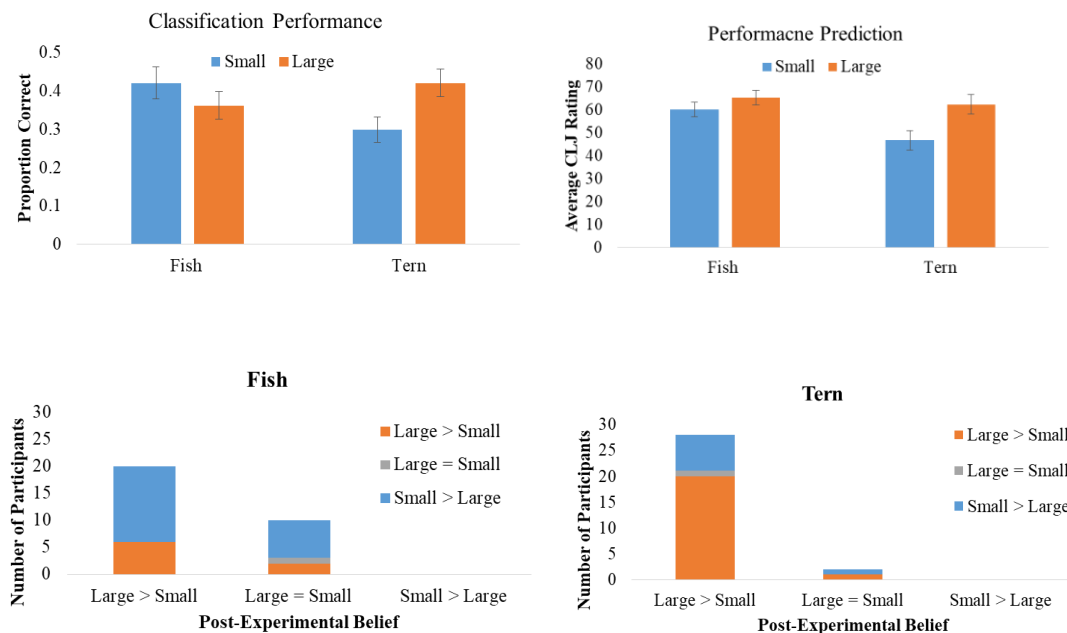 Classification Performance
Small Large
Proportion Correct
0.5
0.4
0.3
0.2
0.1
0
Fish Tern
Performacne Prediction
Small Large
Average CLJ Rating
80
70
60
50
40
30
20
10
0
Fish Tern
Fish
Number of Participants
30
25
20
15
10
5
0
Large > Small
Large = Small
Small > Large
Large > Small Large = Small Small > Large
Post-Experimental Belief
Tern
Number of Participants
30
25
20
15
10
5
0
Large > Small
Large = Small
Small > Large
Large > Small Large = Small Small > Large
Post-Experimental Belief